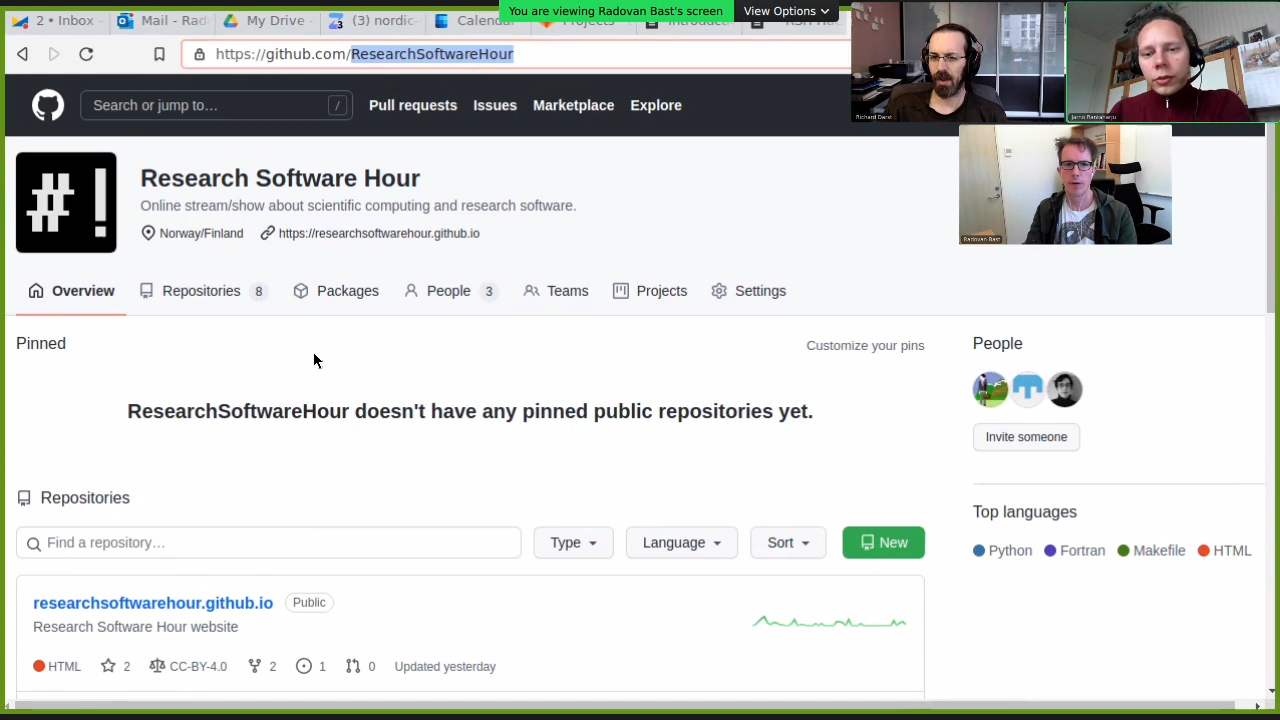 You are viewing Radovan Bast's screen
View Options
2 • Inbox -
Mail - Rad
My Drive -
(3) nordic-
Calenda
Projects
Introduct
https://github.com/ResearchSoftwareHour
Search or jump to…
/
Pull requests
Issues
Marketplace
Explore
Richard Darst
Jarno Rantaharju
Radovan Bast
#!
Research Software Hour
Online stream/show about scientific computing and research software.
Norway/Finland
https://researchsoftwarehour.github.io
Overview
Repositories 8
Packages
People 3
Teams
Projects
Settings
Pinned
Customize your pins
ResearchSoftwareHour doesn't have any pinned public repositories yet.
People
Invite someone
Repositories
Find a repository…
Type
Language
Sort
New
Top languages
Python
Fortran
Makefile
HTML
researchsoftwarehour.github.io
Public
Research Software Hour website
HTML
2
CC-BY-4.0
2
1
0
Updated yesterday